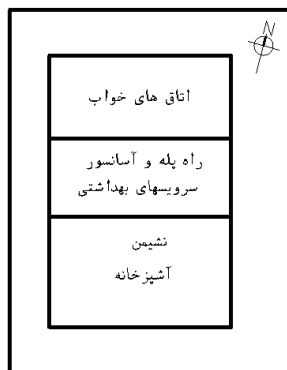 N
اتاق های خواب
راه پله و آسانسور
سرویسهای بهداشتی
نشیمن
آشپزخانه